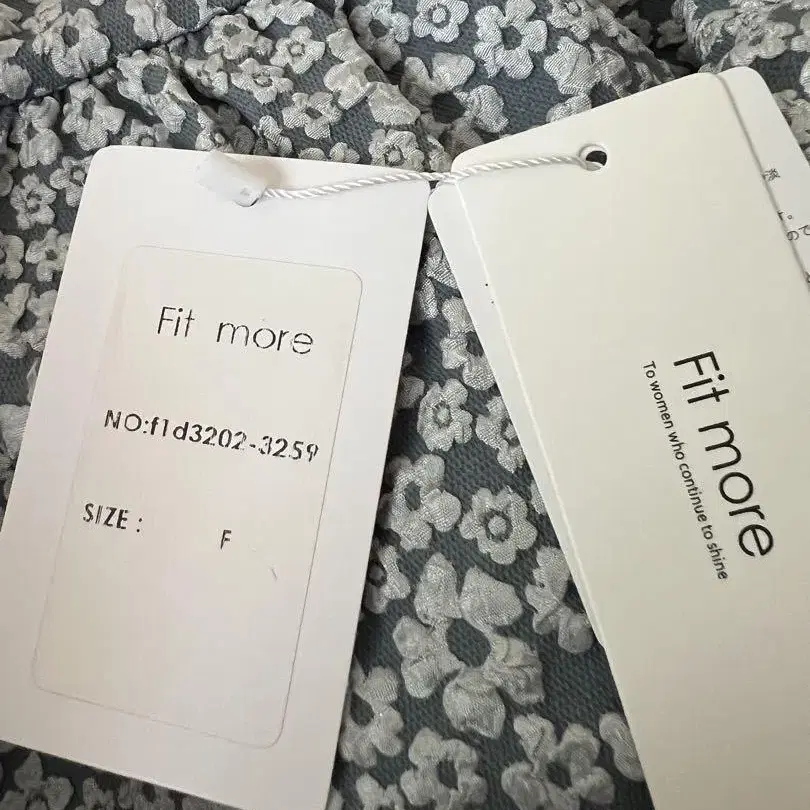 Fit more
NO:f1d3202-3259
SIZE : F
Fit more
To women who continue to shine